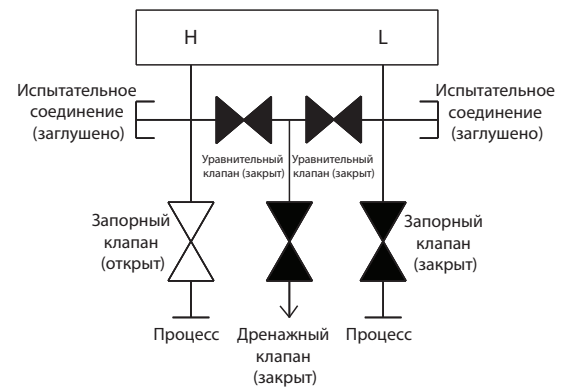 H
L
Испытательное
соединение
(заглушено)
Испытательное
соединение
(заглушено)
Уравнительный
клапан (закрыт)
Уравнительный
клапан (закрыт)
Запорный
клапан
(открыт)
Запорный
клапан
(закрыт)
Процесс
Дренажный
клапан
(закрыт)
Процесс